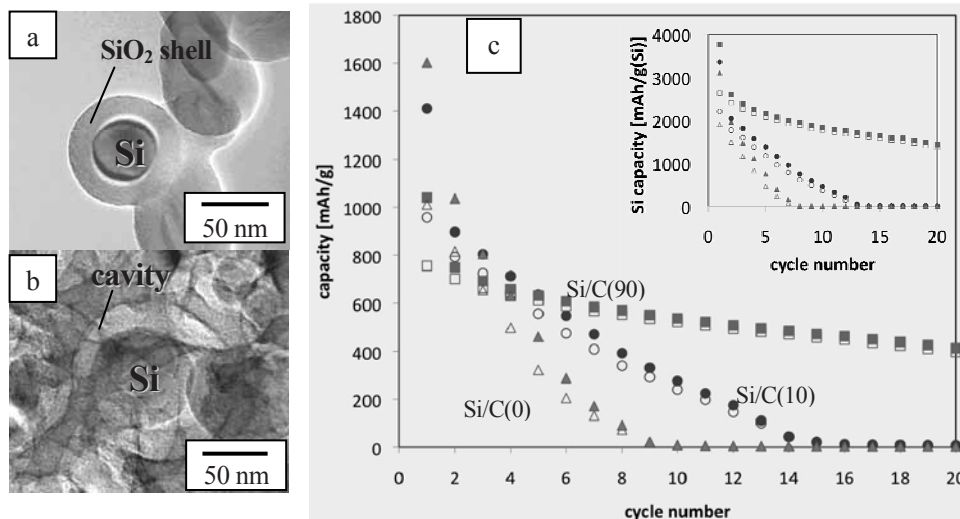 a
SiO₂ shell
Si
50 nm
b
cavity
Si
50 nm
c
capacity [mAh/g]
1800
1600
1400
1200
1000
800
600
400
200
0
0 2 4 6 8 10 12 14 16 18 20
cycle number
Si/C(90)
Si/C(10)
Si/C(0)
Si capacity [mAh/g(Si)]
4000
3000
2000
1000
0
0 5 10 15 20
cycle number